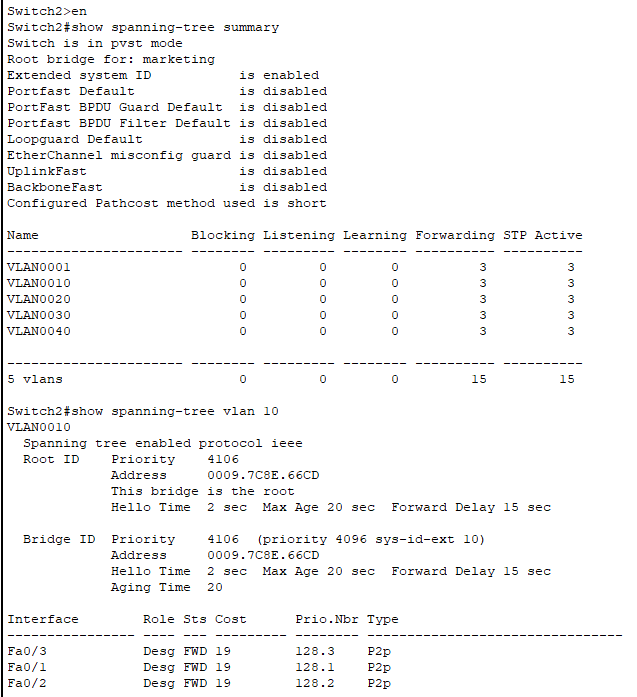 Switch2>en
Switch2#show spanning-tree summary
Switch is in pvst mode
Root bridge for: marketing
Extended system ID           is enabled
Portfast Default             is disabled
PortFast BPDU Guard Default  is disabled
Portfast BPDU Filter Default is disabled
Loopguard Default            is disabled
EtherChannel misconfig guard is disabled
UplinkFast                   is disabled
BackboneFast                 is disabled
Configured Pathcost method used is short
Name                   Blocking Listening Learning Forwarding STP Active
---------------------- -------- --------- -------- ---------- ----------
VLAN0001                     0         0        0          3          3
VLAN0010                     0         0        0          3          3
VLAN0020                     0         0        0          3          3
VLAN0030                     0         0        0          3          3
VLAN0040                     0         0        0          3          3
---------------------- -------- --------- -------- ---------- ----------
5 vlans                      0         0        0         15         15
Switch2#show spanning-tree vlan 10
VLAN0010
  Spanning tree enabled protocol ieee
  Root ID    Priority    4106
             Address     0009.7C8E.66CD
             This bridge is the root
             Hello Time  2 sec  Max Age 20 sec  Forward Delay 15 sec
  Bridge ID  Priority    4106  (priority 4096 sys-id-ext 10)
             Address     0009.7C8E.66CD
             Hello Time  2 sec  Max Age 20 sec  Forward Delay 15 sec
             Aging Time  20
Interface        Role Sts Cost      Prio.Nbr Type
---------------- ---- --- --------- -------- --------------------------------
Fa0/3            Desg FWD 19        128.3    P2p
Fa0/1            Desg FWD 19        128.1    P2p
Fa0/2            Desg FWD 19        128.2    P2p